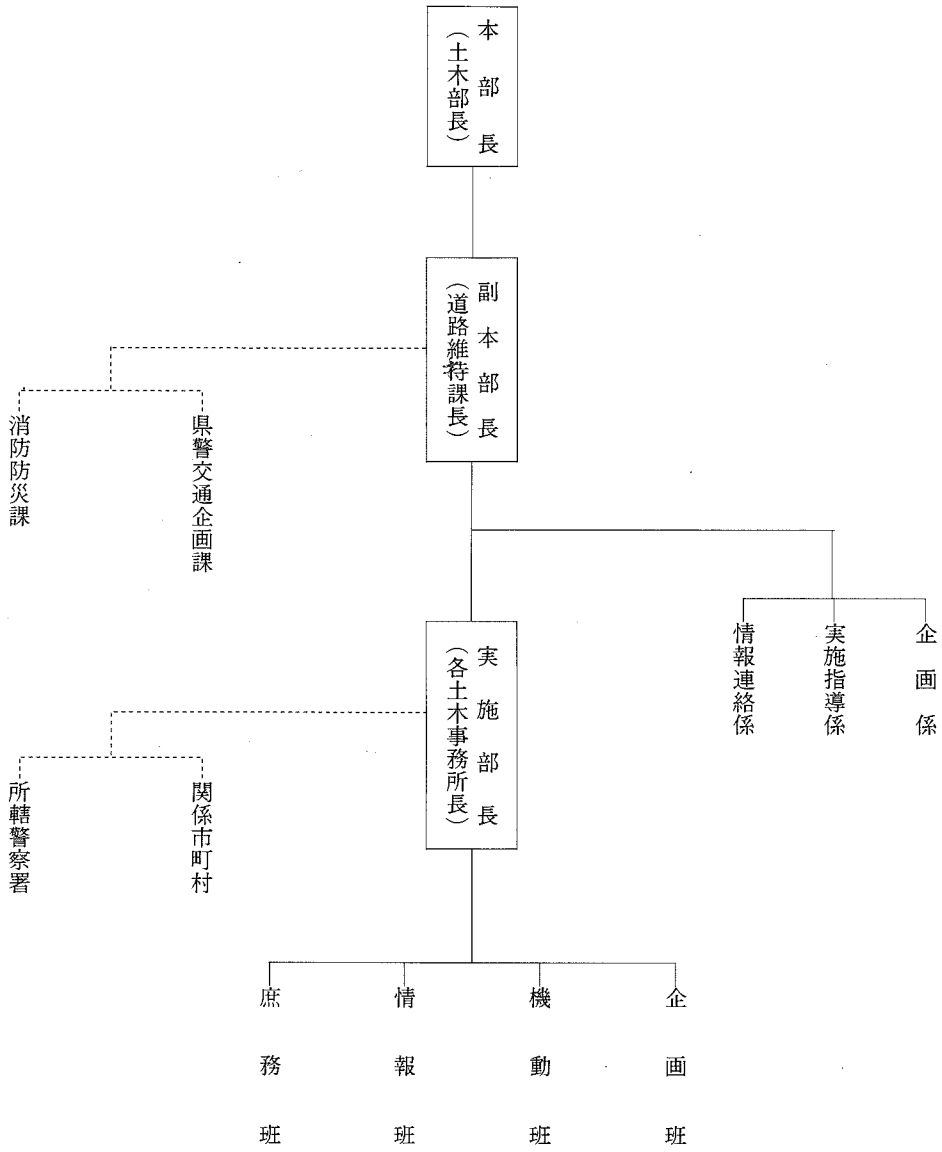 本部長
（土木部長）
副本部長
（道路維持課長）
県警交通企画課
消防防災課
企画係
実施指導係
情報連絡係
実施部長
（各土木事務所長）
関係市町村
所轄警察署
企画班
機動班
情報班
庶務班